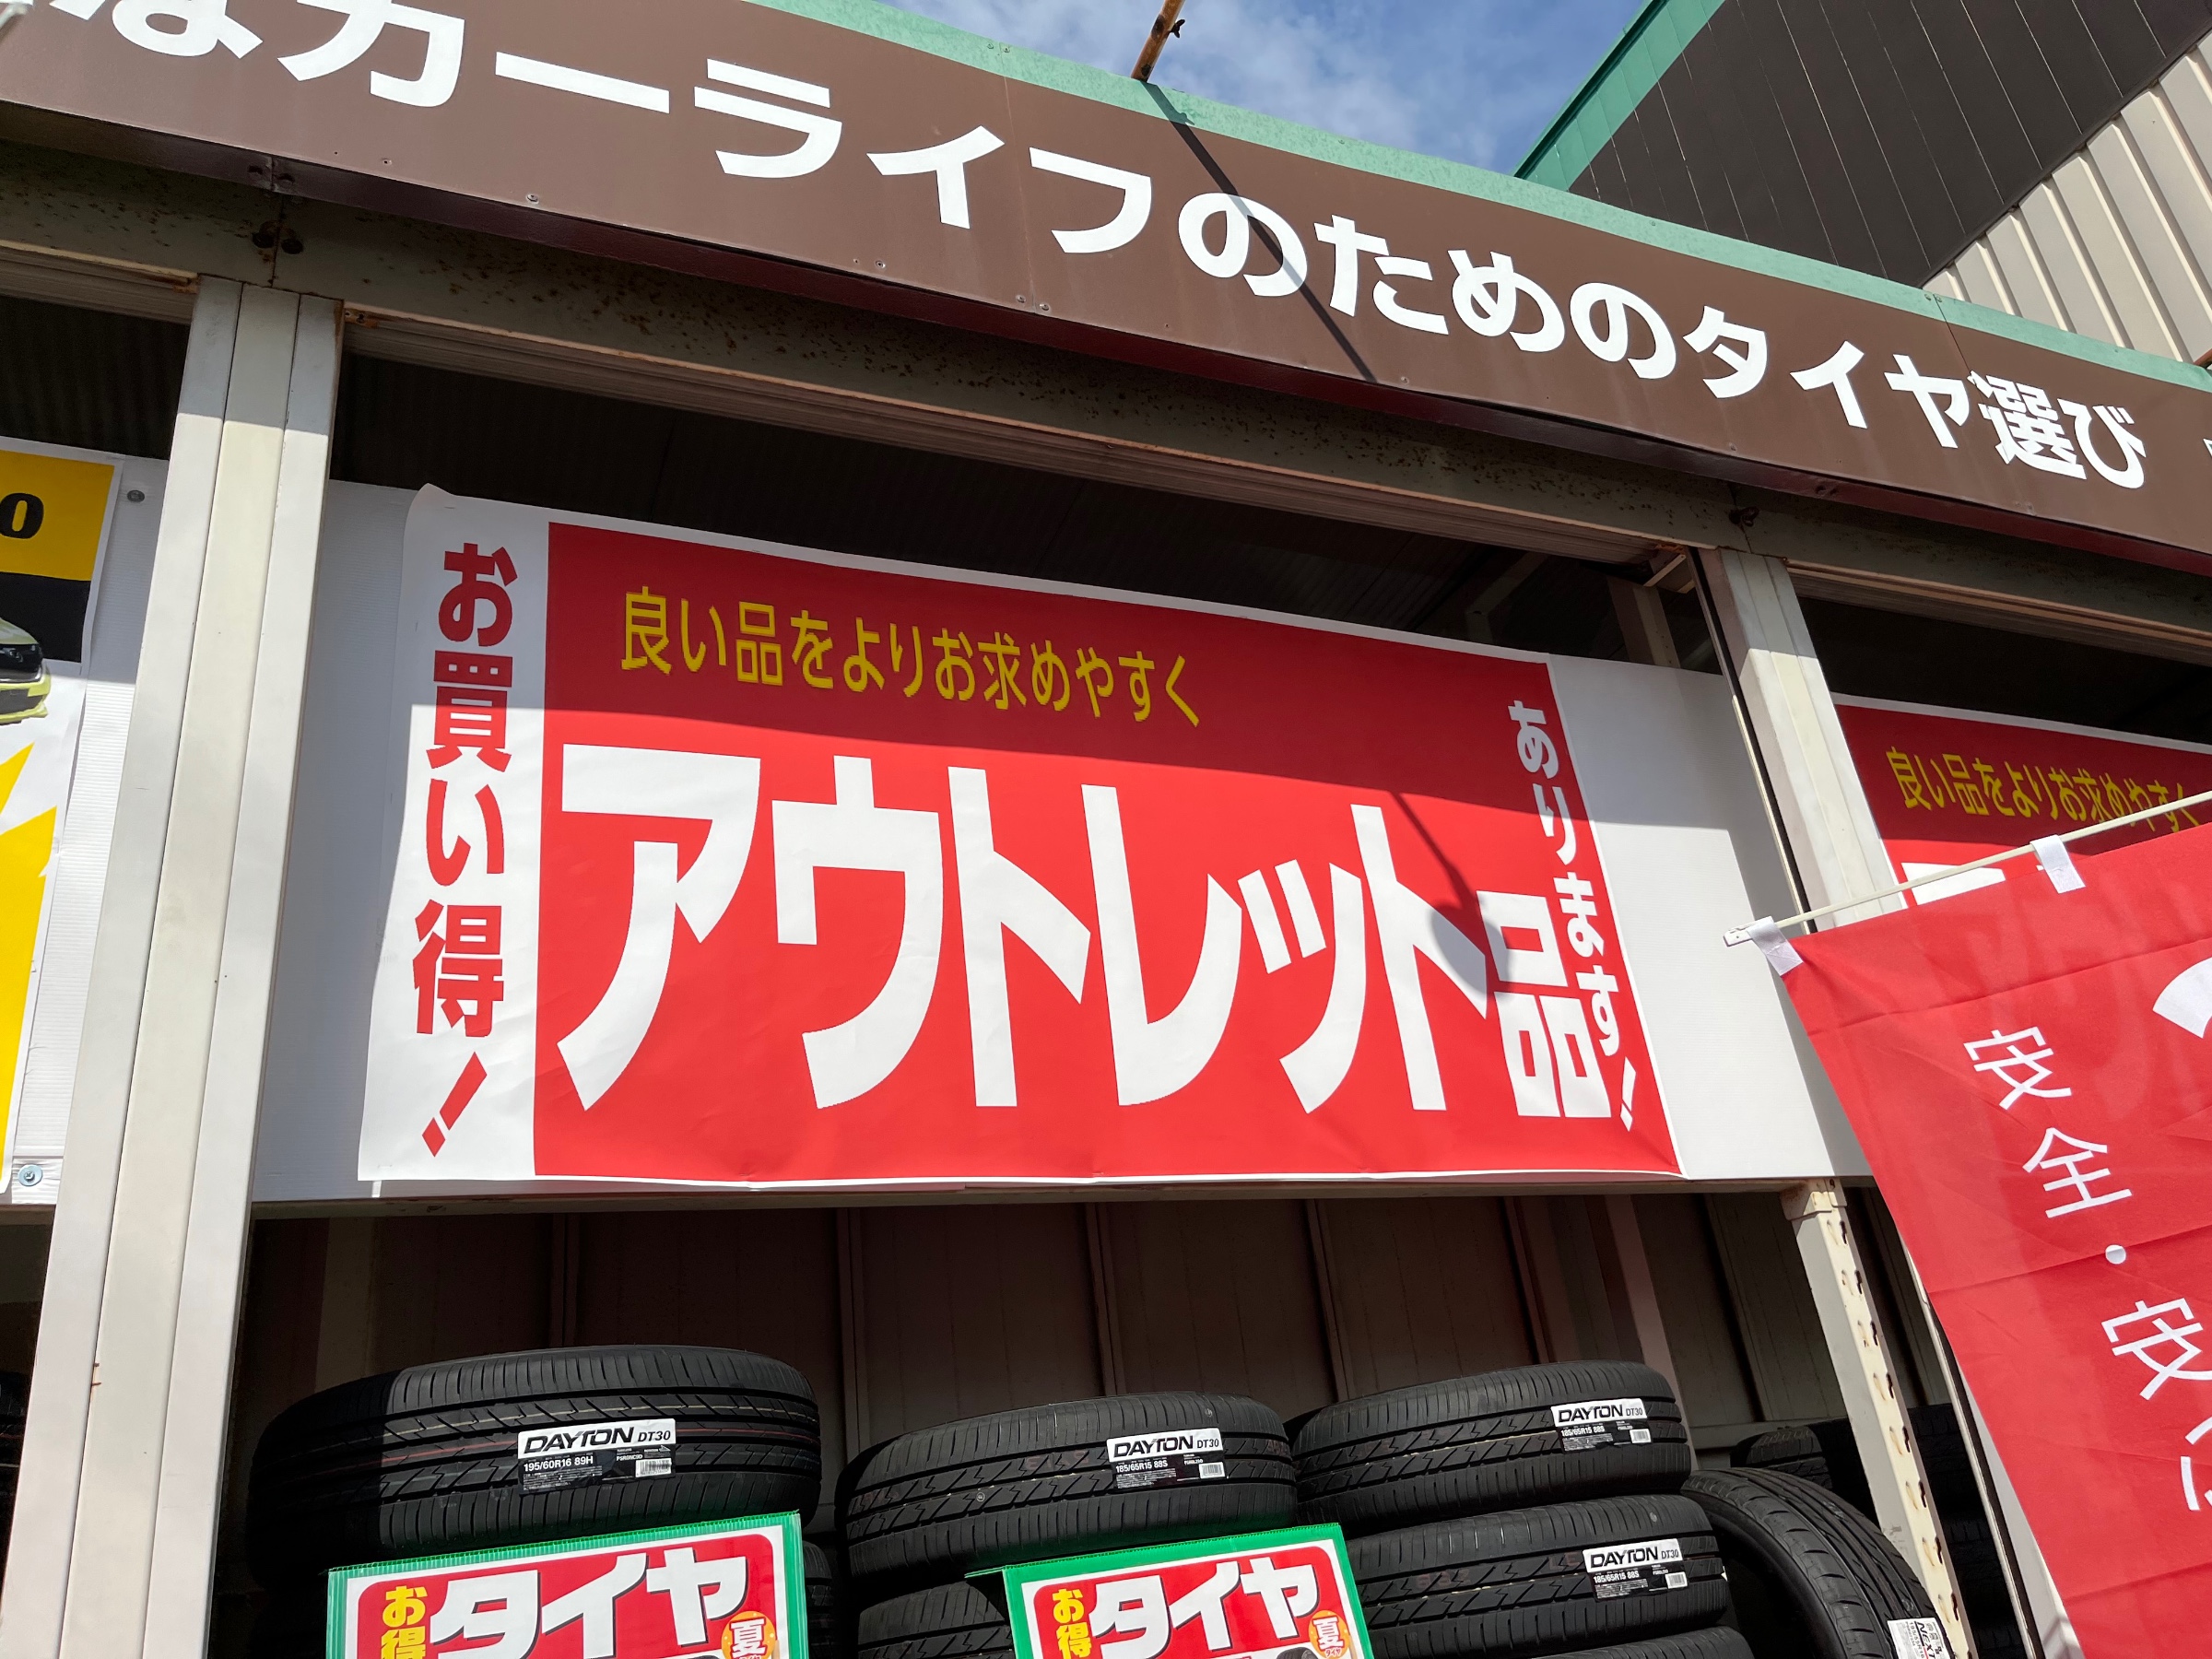 なカーライフのためのタイヤ選び
お買い得!
良い品をよりお求めやすく
アウトレット品
あります!!
良い品をよりお求めやすく
安全・安心
DAYTON DT30
195/60R16 89H
DAYTON DT30
185/65R15 88S
DAYTON DT30
185/65R15 88S
DAYTON DT30
185/65R15 88S
お得
タイヤ
夏
お得
タイヤ
夏
タイヤ